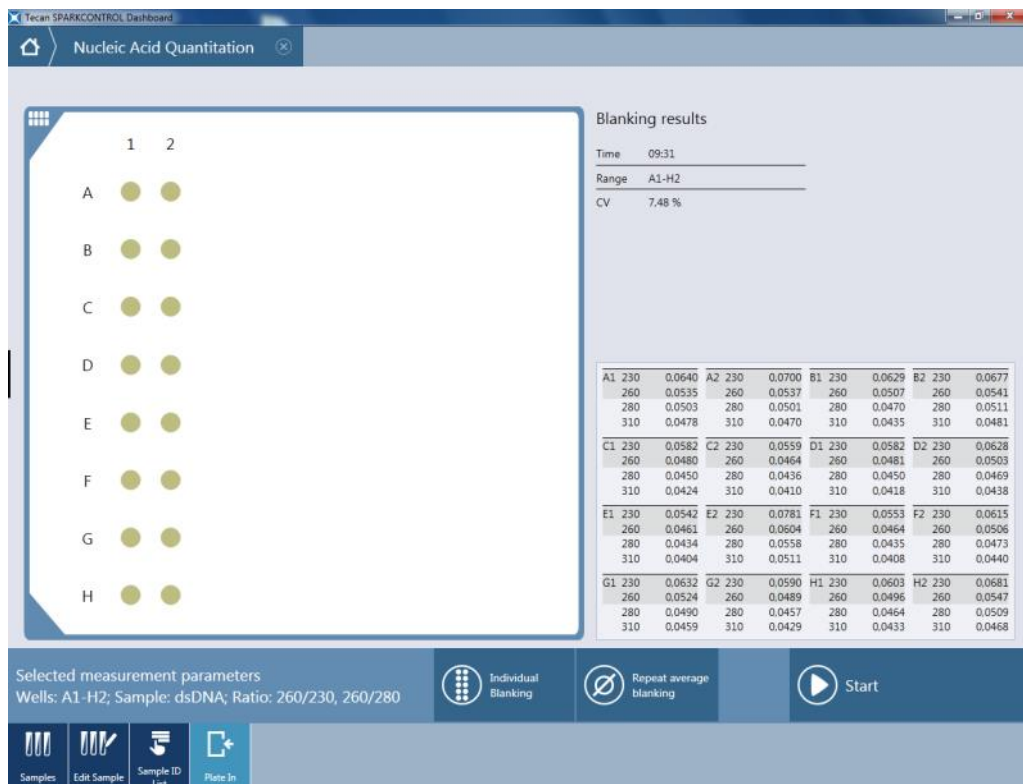 Tecan SPARKCONTROL Dashboard
Nucleic Acid Quantitation
1 2
A
B
C
D
E
F
G
H
Blanking results
Time 09:31
Range A1-H2
CV 7,48 %
A1 230 0,0640 A2 230 0,0700 B1 230 0,0629 B2 230 0,0677
260 0,0535 260 0,0537 260 0,0507 260 0,0541
280 0,0503 280 0,0501 280 0,0470 280 0,0511
310 0,0478 310 0,0470 310 0,0435 310 0,0481
C1 230 0,0582 C2 230 0,0559 D1 230 0,0582 D2 230 0,0628
260 0,0480 260 0,0464 260 0,0481 260 0,0503
280 0,0450 280 0,0436 280 0,0450 280 0,0469
310 0,0424 310 0,0410 310 0,0418 310 0,0438
E1 230 0,0542 E2 230 0,0781 F1 230 0,0553 F2 230 0,0615
260 0,0461 260 0,0604 260 0,0464 260 0,0506
280 0,0434 280 0,0558 280 0,0435 280 0,0473
310 0,0404 310 0,0511 310 0,0408 310 0,0440
G1 230 0,0632 G2 230 0,0590 H1 230 0,0603 H2 230 0,0681
260 0,0524 260 0,0489 260 0,0496 260 0,0547
280 0,0490 280 0,0457 280 0,0464 280 0,0509
310 0,0459 310 0,0429 310 0,0433 310 0,0468
Selected measurement parameters
Wells: A1-H2; Sample: dsDNA; Ratio: 260/230, 260/280
Individual
Blanking
Repeat average
blanking
Start
Samples
Edit Sample
Sample ID
List
Plate In